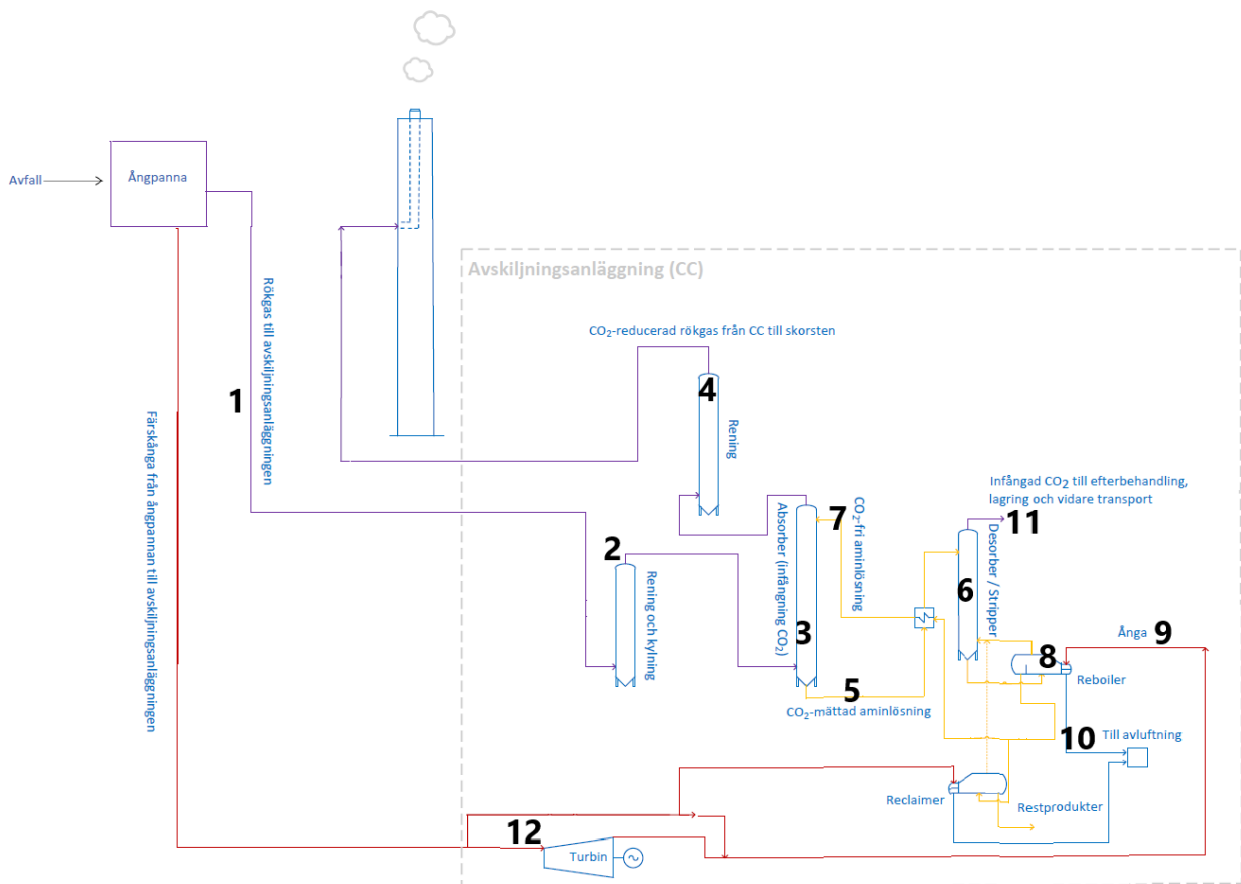 Avfall
Ångpanna
Avskiljningsanläggning (CC)
Rökgas till avskiljningsanläggningen
1
Färskånga från ångpannan till avskiljningsanläggningen
CO₂-reducerad rökgas från CC till skorsten
4
Rening
2
Rening och kylning
Absorber (infångning CO₂)
3
7
CO₂-fri aminlösning
5
CO₂-mättad aminlösning
Infångad CO₂ till efterbehandling,
lagring och vidare transport
11
Desorber / Stripper
6
Ånga
9
8
Reboiler
10
Till avluftning
Reclaimer
Restprodukter
12
Turbin